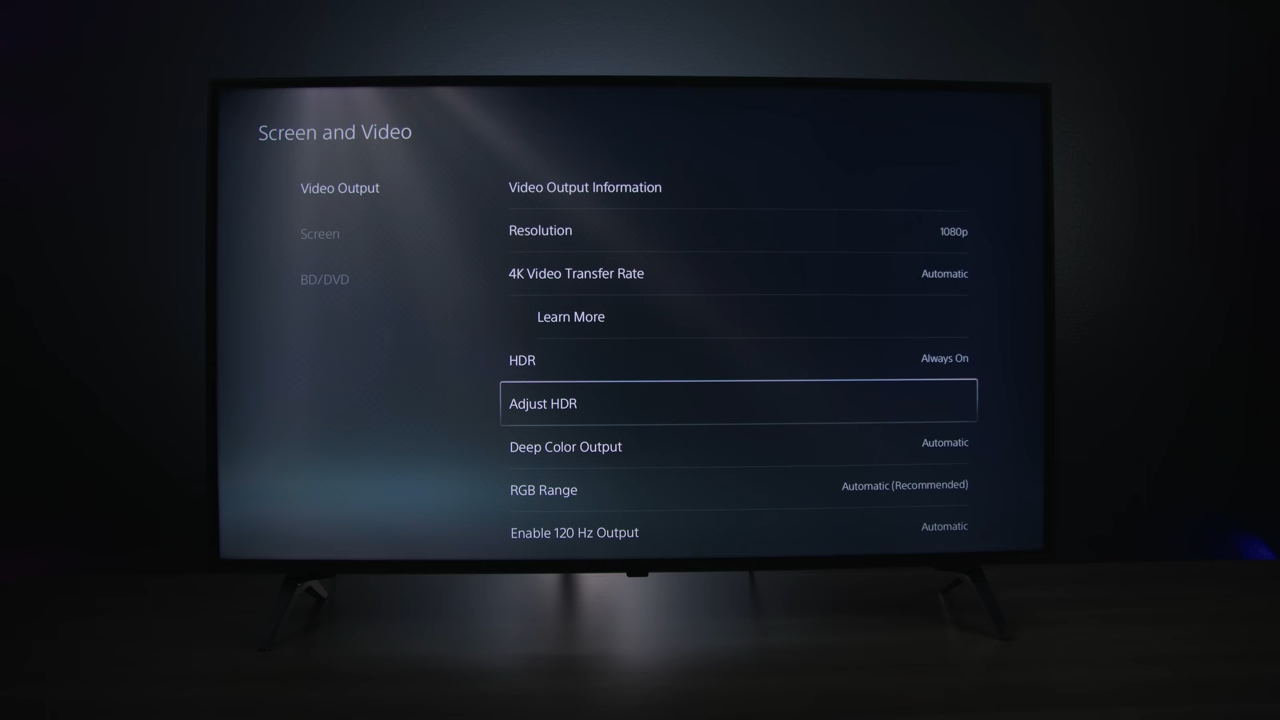 Screen and Video
Video Output
Screen
BD/DVD
Video Output Information
Resolution 1080p
4K Video Transfer Rate Automatic
Learn More
HDR Always On
Adjust HDR
Deep Color Output Automatic
RGB Range Automatic (Recommended)
Enable 120 Hz Output Automatic